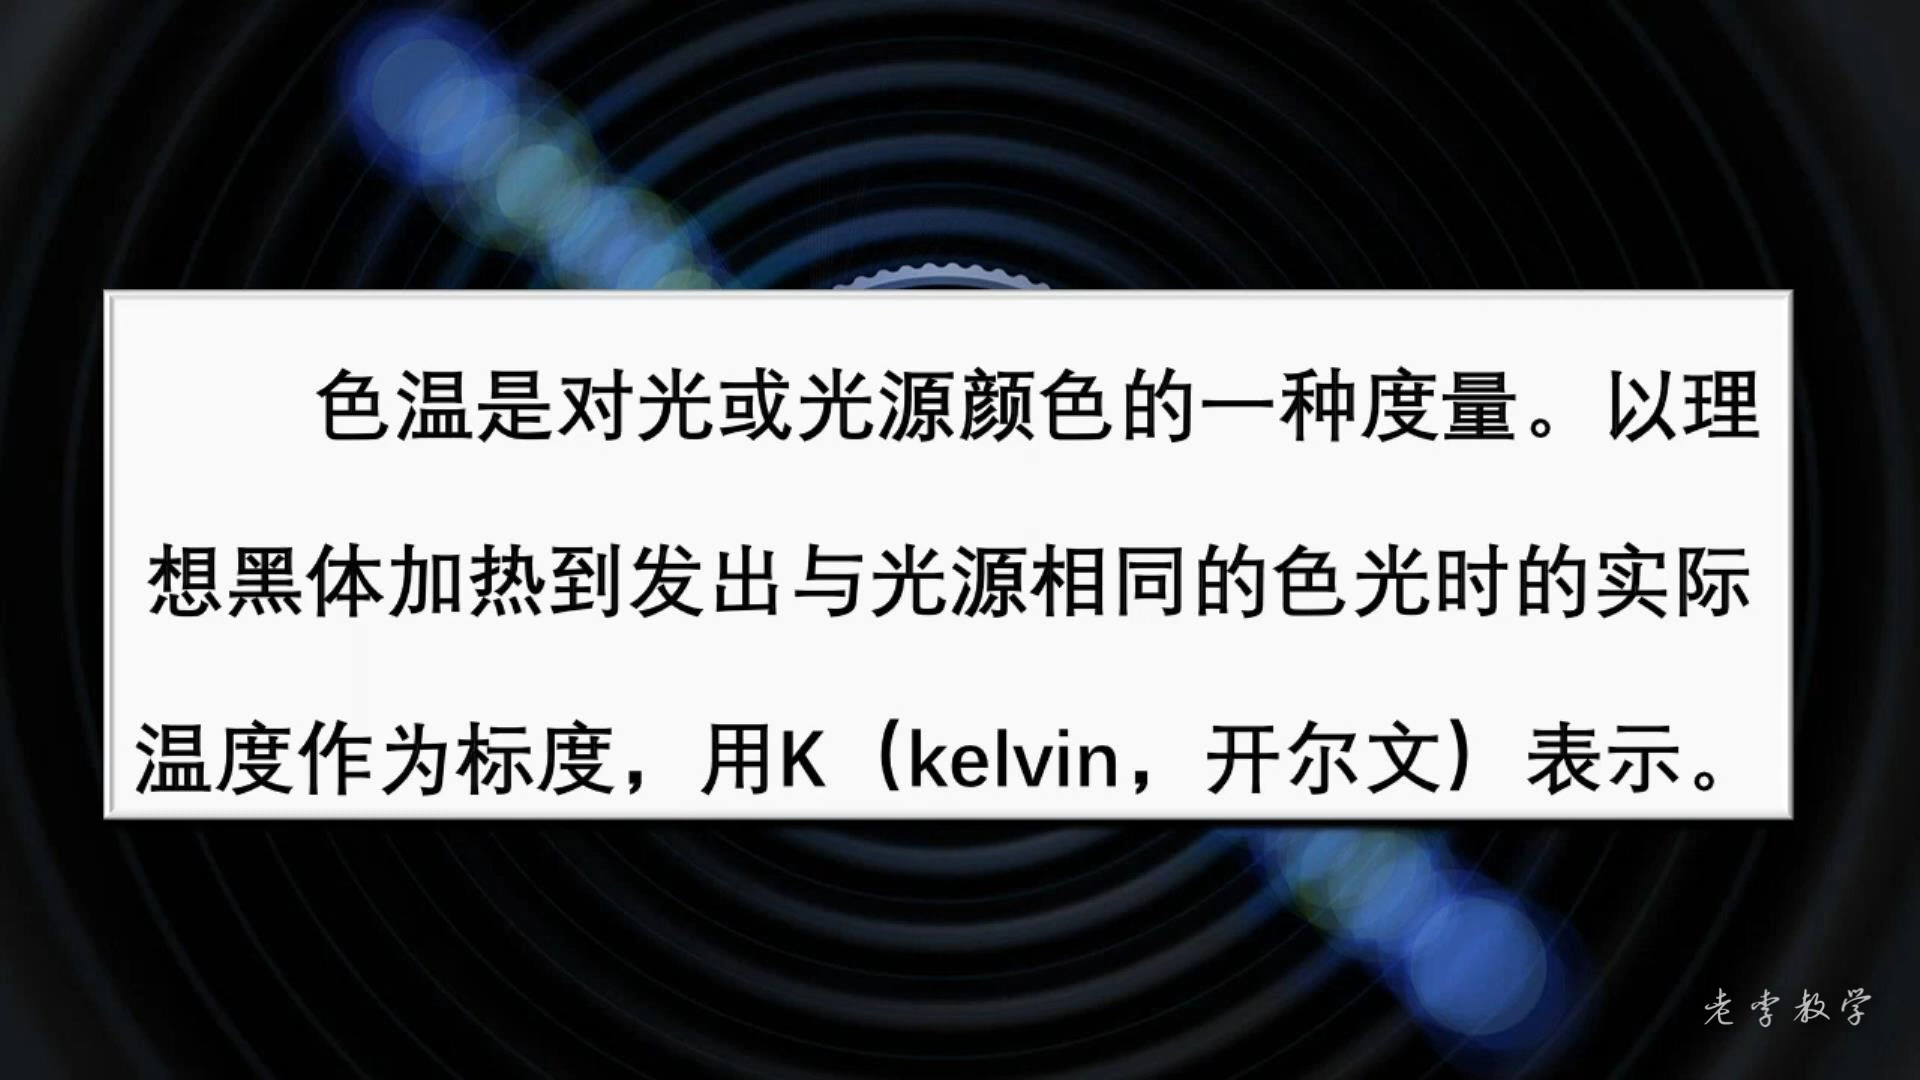 色温是对光或光源颜色的一种度量。以理
想黑体加热到发出与光源相同的色光时的实际
温度作为标度，用K（kelvin，开尔文）表示。
老李教学